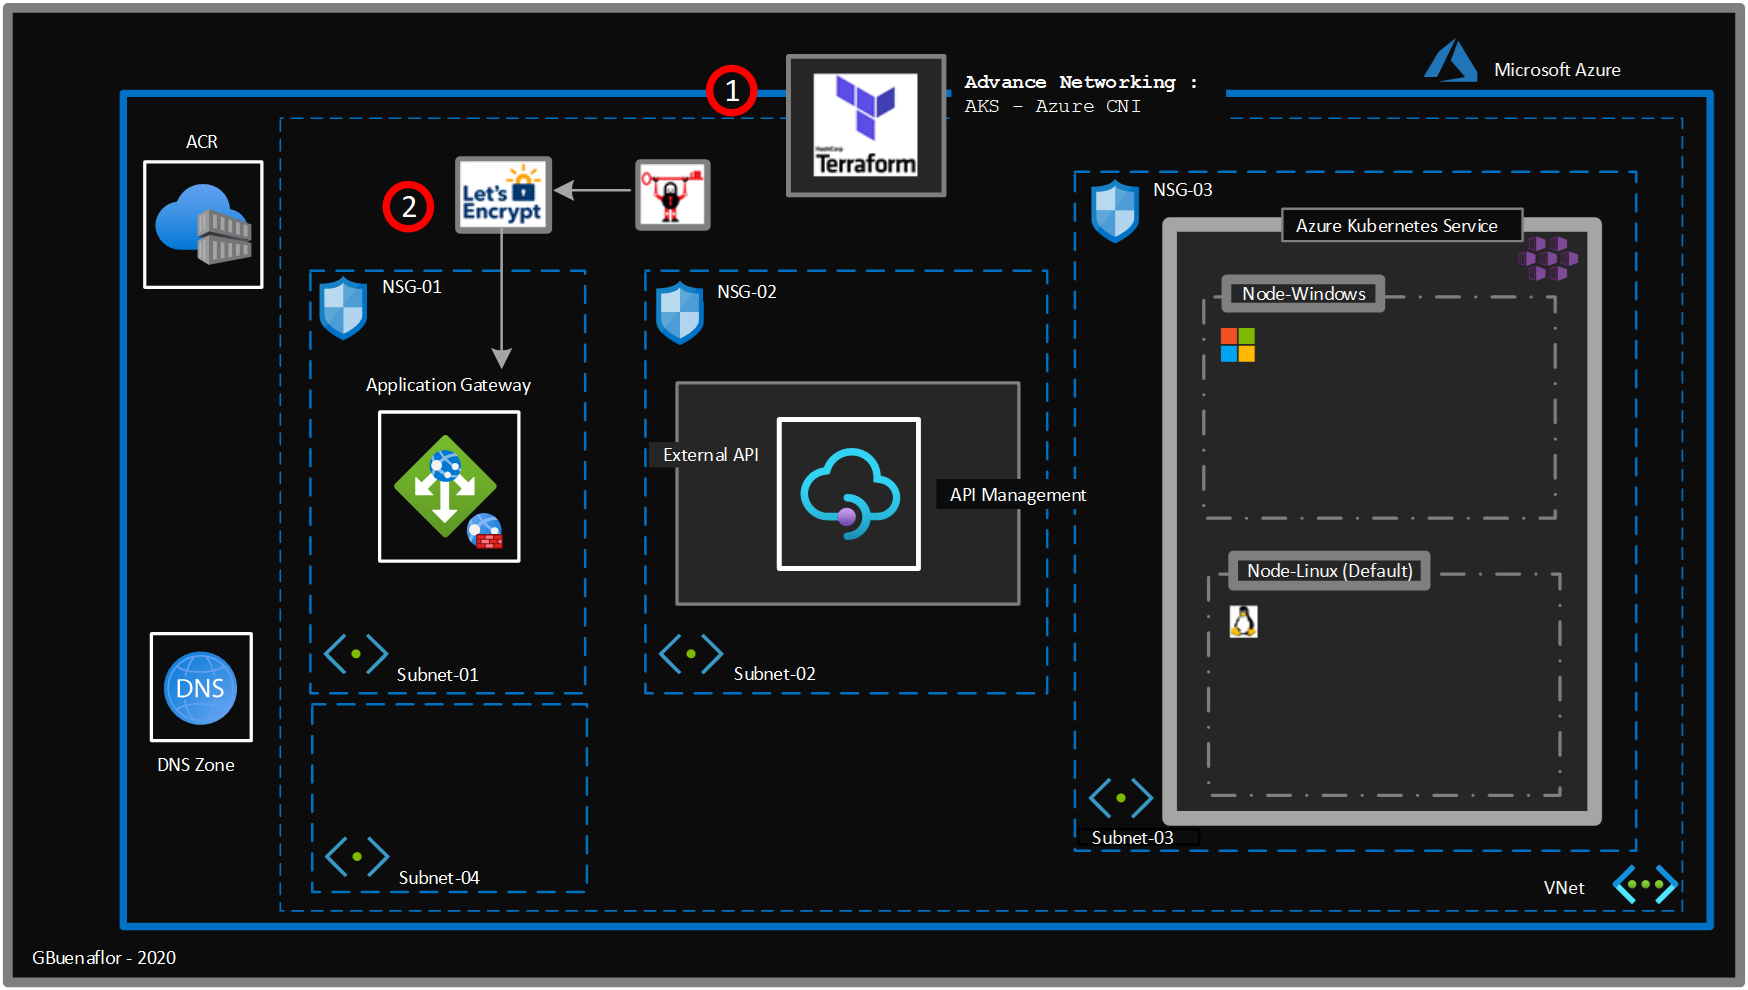 1
HashiCorp
Terraform
Advance Networking :
AKS - Azure CNI
Microsoft Azure
ACR
2
Let's
Encrypt
NSG-01
Application Gateway
Subnet-01
Subnet-04
NSG-02
External API
API Management
Subnet-02
NSG-03
Azure Kubernetes Service
Node-Windows
Node-Linux (Default)
Subnet-03
DNS
DNS Zone
VNet
GBuenaflor - 2020